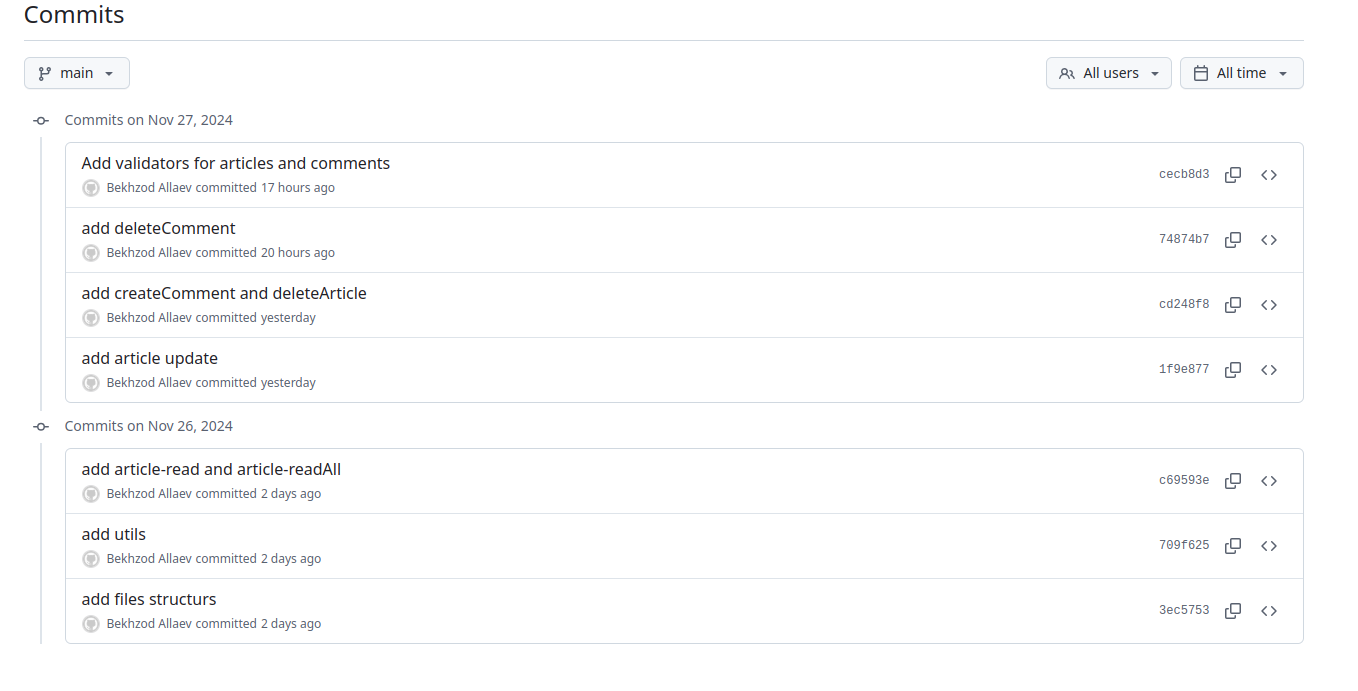 Commits
main
All users
All time
Commits on Nov 27, 2024
Add validators for articles and comments
cecb8d3
Bekhzod Allaev committed 17 hours ago
add deleteComment
74874b7
Bekhzod Allaev committed 20 hours ago
add createComment and deleteArticle
cd248f8
Bekhzod Allaev committed yesterday
add article update
1f9e877
Bekhzod Allaev committed yesterday
Commits on Nov 26, 2024
add article-read and article-readAll
c69593e
Bekhzod Allaev committed 2 days ago
add utils
709f625
Bekhzod Allaev committed 2 days ago
add files structurs
3ec5753
Bekhzod Allaev committed 2 days ago